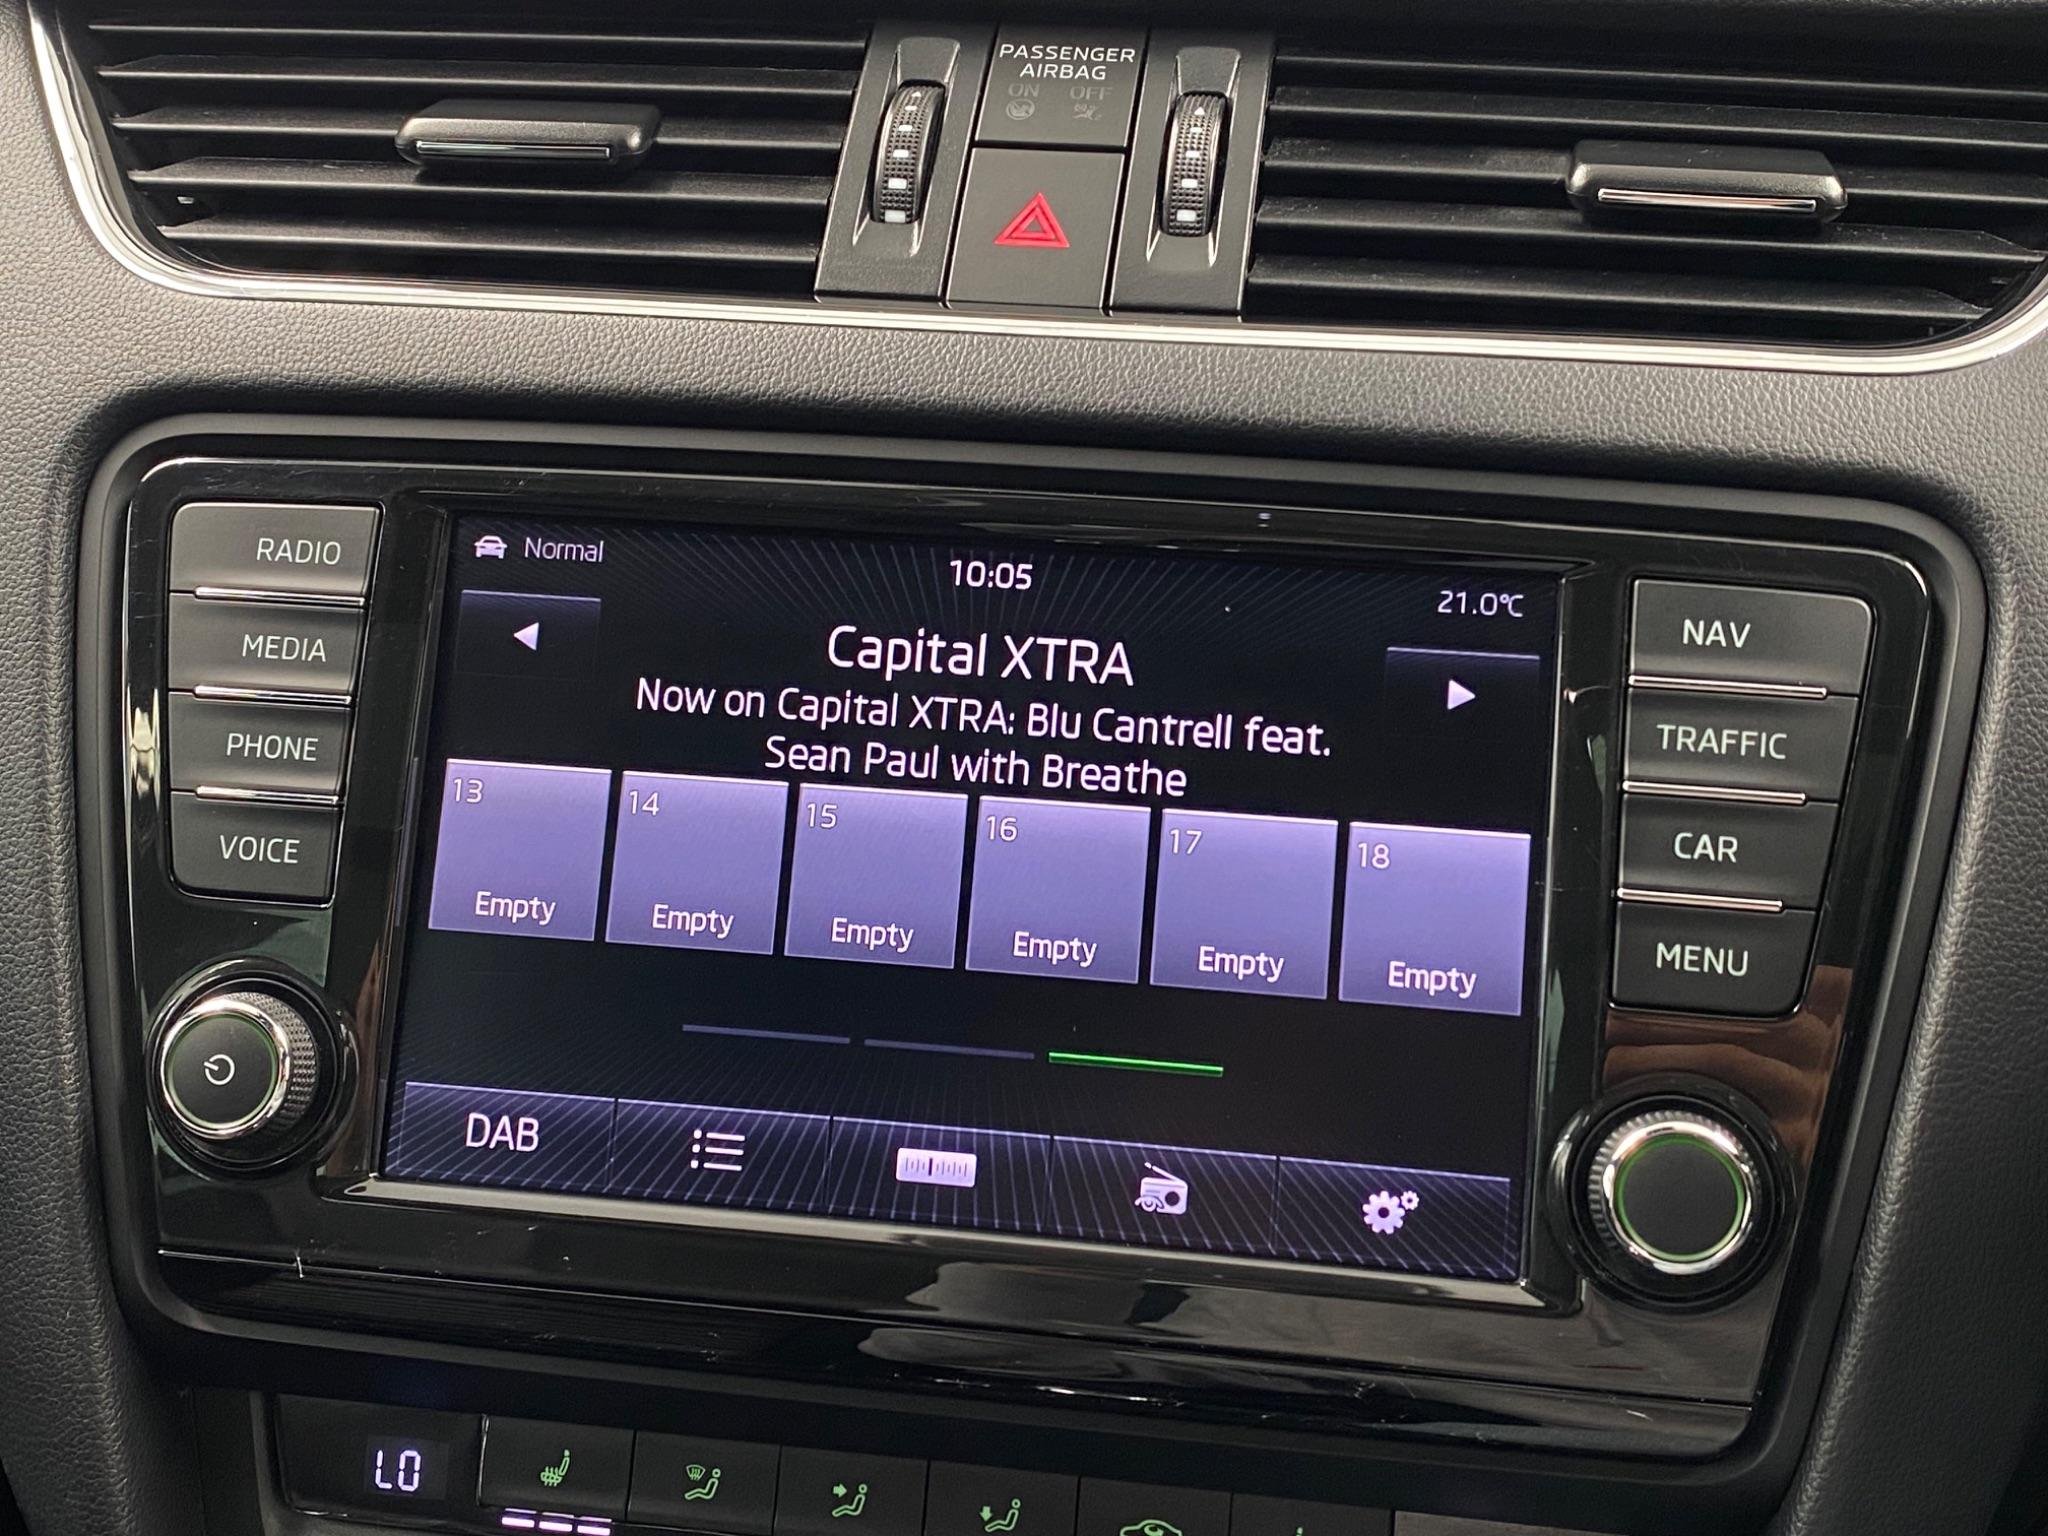 PASSENGER
AIRBAG
ON OFF
RADIO
MEDIA
PHONE
VOICE
Normal
10:05
21.0°C
Capital XTRA
Now on Capital XTRA: Blu Cantrell feat.
Sean Paul with Breathe
13 14 15 16 17 18
Empty Empty Empty Empty Empty Empty
DAB
NAV
TRAFFIC
CAR
MENU
LO